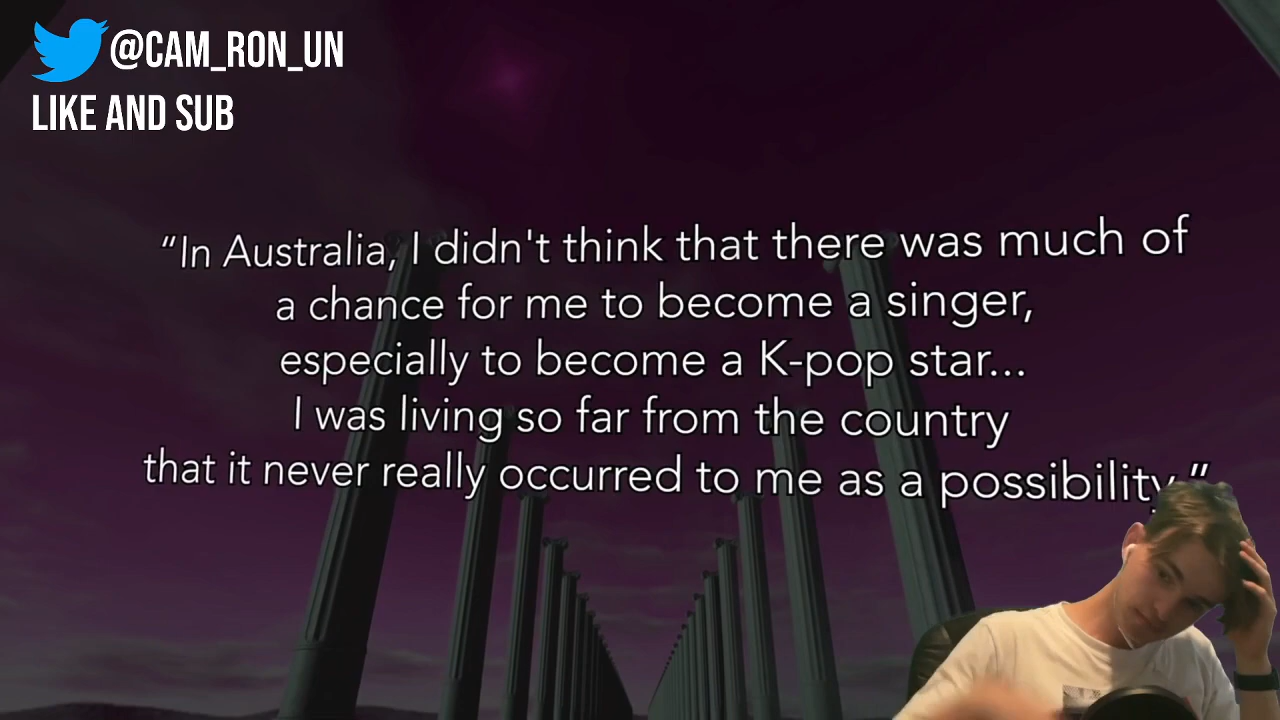 @CAM_RON_UN
LIKE AND SUB
“In Australia, I didn't think that there was much of
a chance for me to become a singer,
especially to become a K-pop star...
I was living so far from the country
that it never really occurred to me as a possibility.”